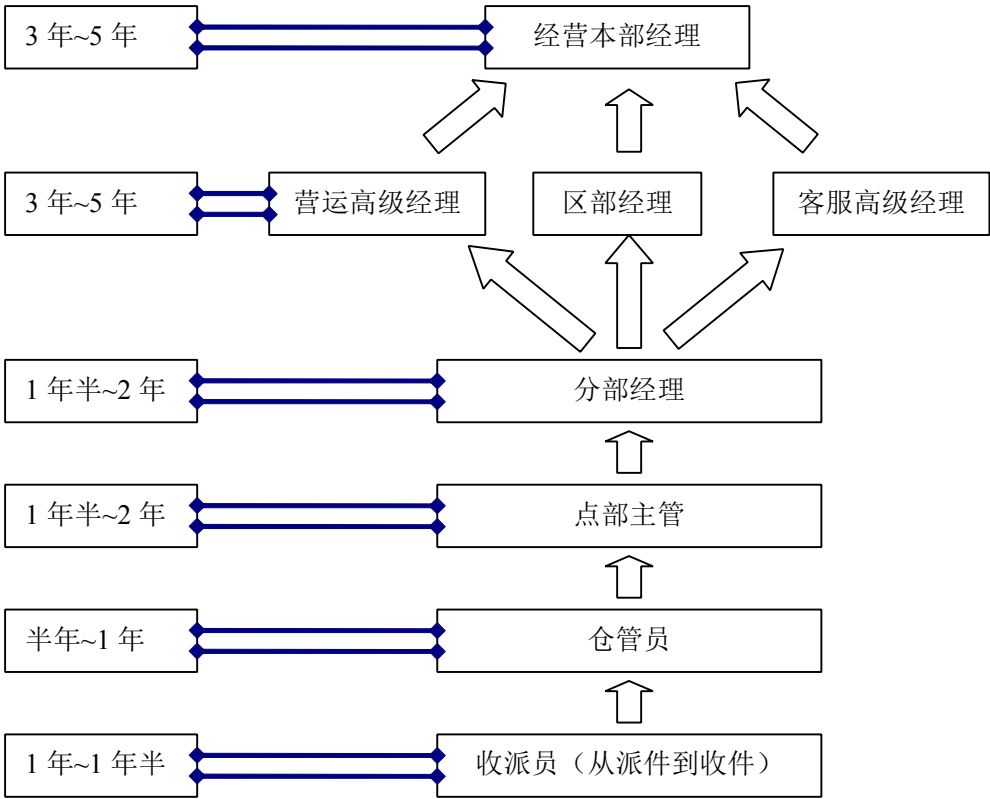 3 年~5 年
经营本部经理
3 年~5 年
营运高级经理
区部经理
客服高级经理
1 年半~2 年
分部经理
1 年半~2 年
点部主管
半年~1 年
仓管员
1 年~1 年半
收派员（从派件到收件）